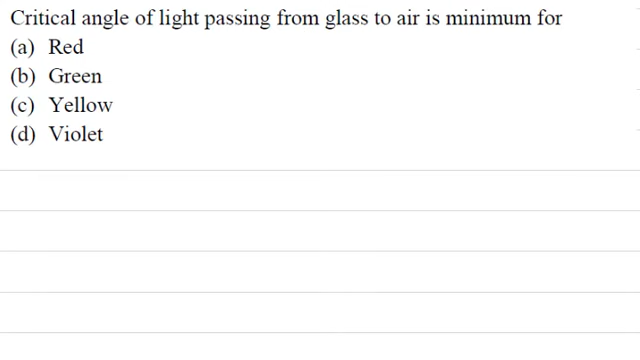 Critical angle of light passing from glass to air is minimum for
(a) Red
(b) Green
(c) Yellow
(d) Violet